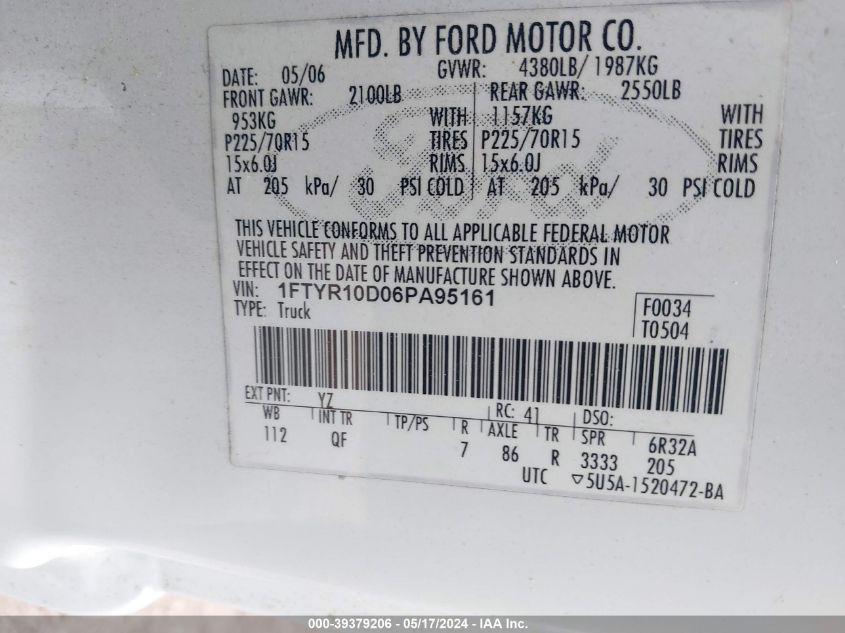 MFD. BY FORD MOTOR CO.
DATE: 05/06 GVWR: 4380LB/ 1987KG
FRONT GAWR: 2100LB REAR GAWR: 2550LB
953KG WITH 1157KG WITH
P225/70R15 TIRES P225/70R15 TIRES
15x6.0J RIMS 15x6.0J RIMS
AT 205 kPa/ 30 PSI COLD AT 205 kPa/ 30 PSI COLD
Ford
THIS VEHICLE CONFORMS TO ALL APPLICABLE FEDERAL MOTOR
VEHICLE SAFETY AND THEFT PREVENTION STANDARDS IN
EFFECT ON THE DATE OF MANUFACTURE SHOWN ABOVE.
VIN: 1FTYR10D06PA95161
TYPE: Truck
F0034
T0504
EXT PNT: YZ RC: 41 DSO:
WB INT TR TP/PS R AXLE TR SPR 6R32A
112 QF 7 86 R 3333 205
UTC ▽5U5A-1520472-BA
000-39379206 - 05/17/2024 - IAA Inc.